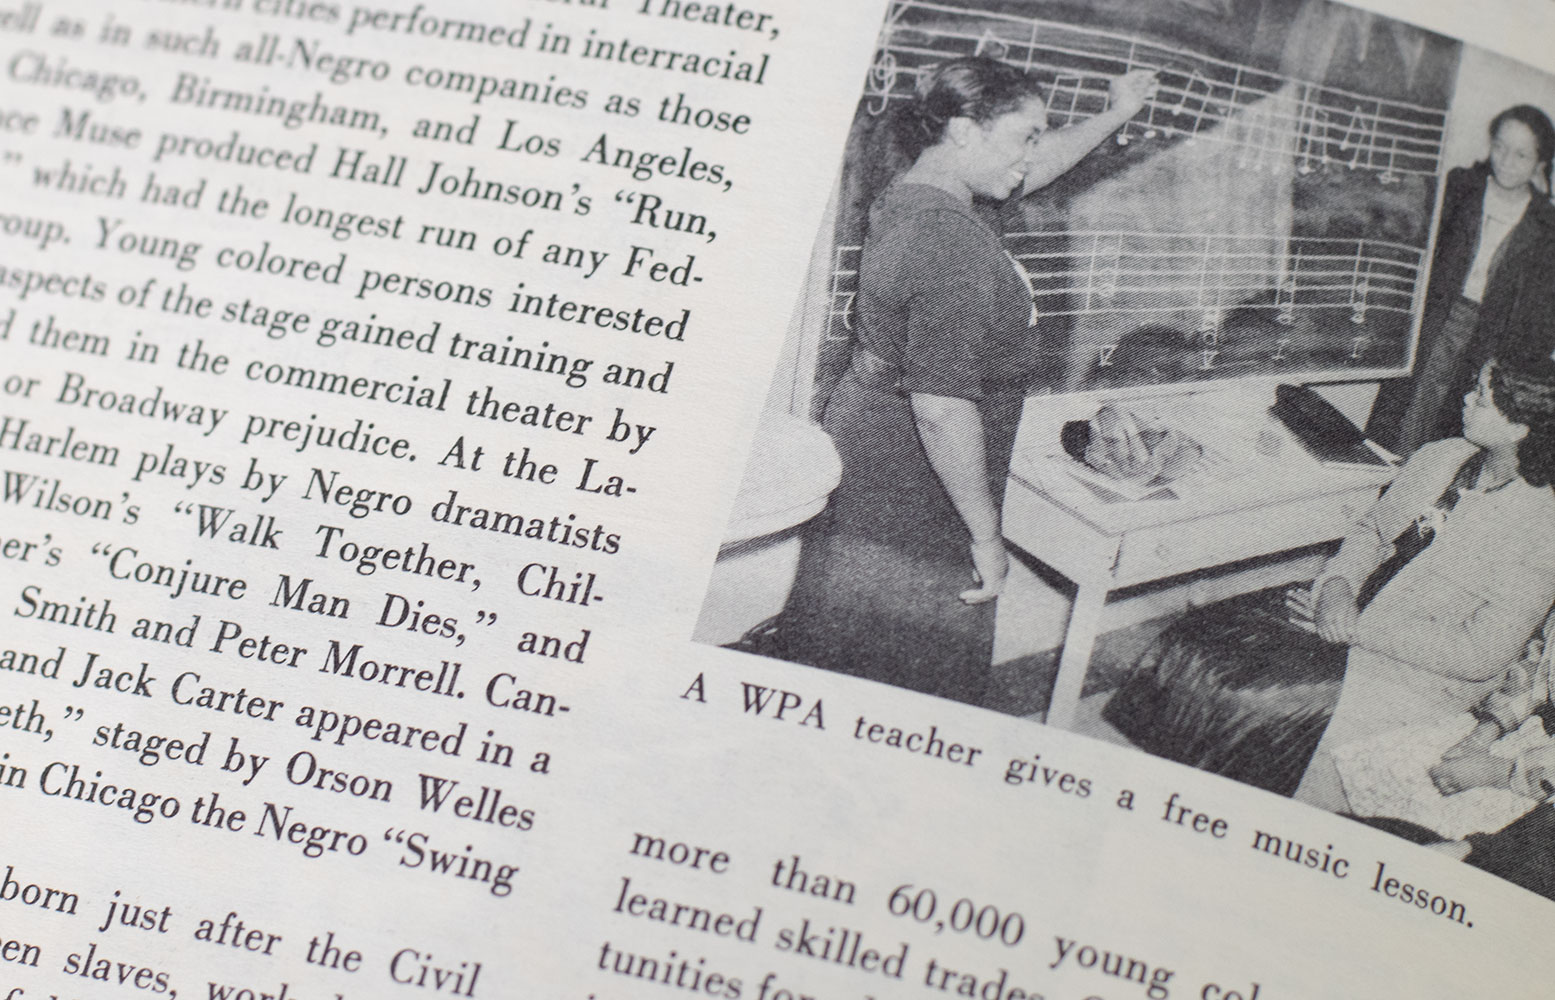 Theater,
cities performed in interracial
as in such all-Negro companies as those
Chicago, Birmingham, and Los Angeles,
Muse produced Hall Johnson's “Run,
” which had the longest run of any Fed-
Young colored persons interested
aspects of the stage gained training and
them in the commercial theater by
or Broadway prejudice. At the La-
Harlem plays by Negro dramatists
Wilson's “Walk Together, Chil-
er's “Conjure Man Dies,” and
Smith and Peter Morrell. Can-
and Jack Carter appeared in a
eth,” staged by Orson Welles
in Chicago the Negro “Swing
born just after the Civil
en slaves,
A WPA teacher gives a free music lesson.
more than 60,000 young col
learned skilled trades
tunities for